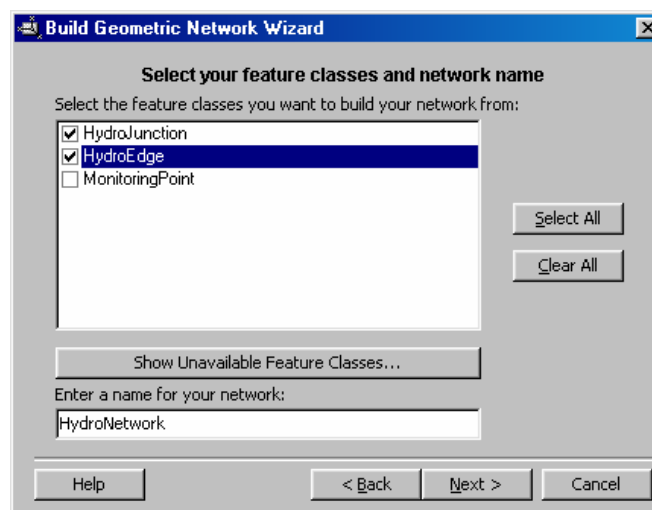 Build Geometric Network Wizard
Select your feature classes and network name
Select the feature classes you want to build your network from:
HydroJunction
HydroEdge
MonitoringPoint
Select All
Clear All
Show Unavailable Feature Classes...
Enter a name for your network:
HydroNetwork
Help
< Back
Next >
Cancel